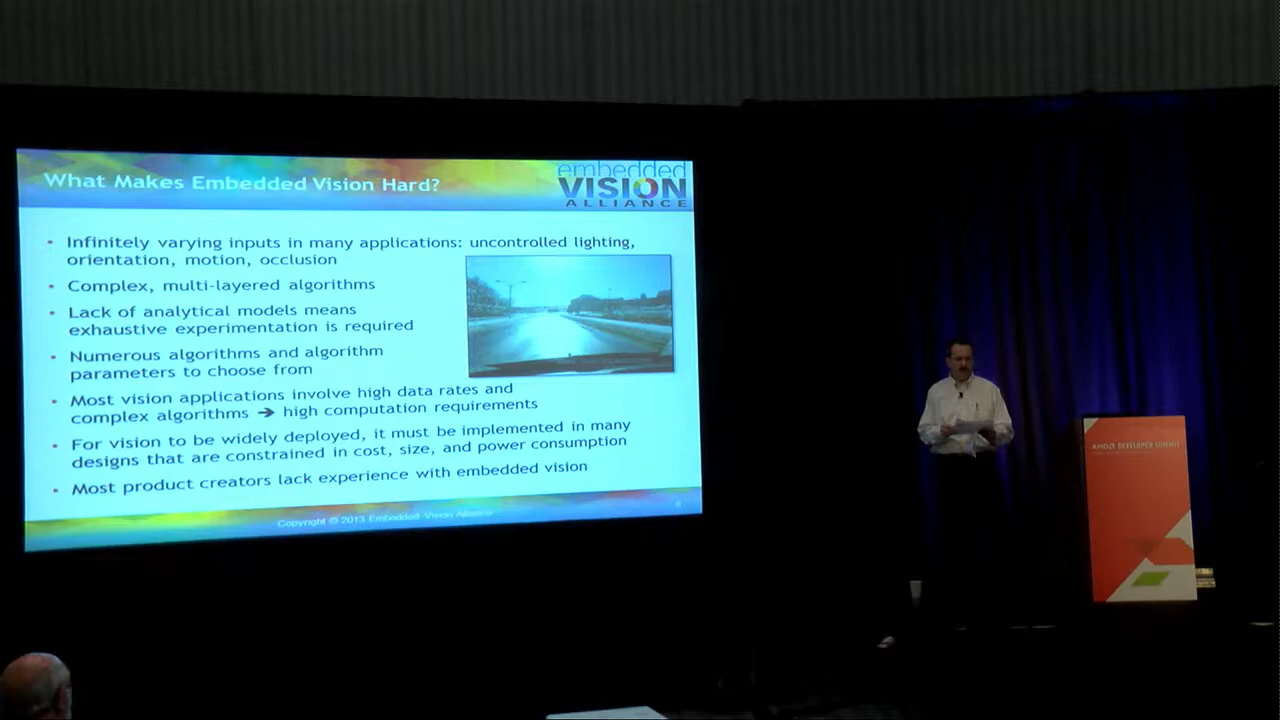 What Makes Embedded Vision Hard?
embedded
VISION
ALLIANCE
• Infinitely varying inputs in many applications: uncontrolled lighting,
orientation, motion, occlusion
• Complex, multi-layered algorithms
• Lack of analytical models means
exhaustive experimentation is required
• Numerous algorithms and algorithm
parameters to choose from
• Most vision applications involve high data rates and
complex algorithms ➔ high computation requirements
• For vision to be widely deployed, it must be implemented in many
designs that are constrained in cost, size, and power consumption
• Most product creators lack experience with embedded vision
Copyright © 2013 Embedded Vision Alliance
DEVELOPER SUMMIT